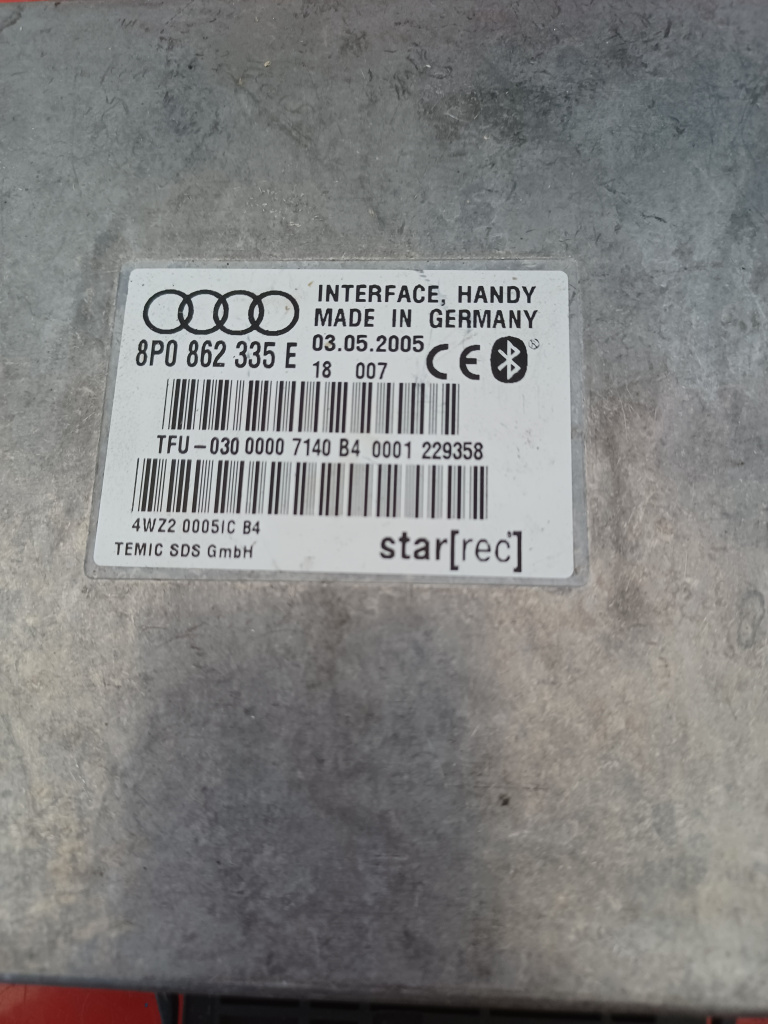 INTERFACE, HANDY
MADE IN GERMANY
8P0 862 335 E
03.05.2005
18 007
CE
TFU-030 0000 7140 B4 0001 229358
4WZ2 0005IC B4
TEMIC SDS GmbH
star[rec]